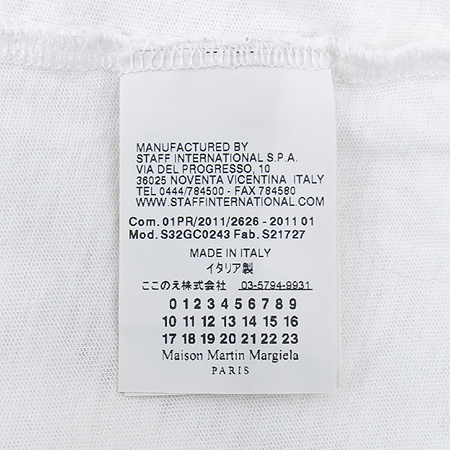 MANUFACTURED BY
STAFF INTERNATIONAL S.P.A.
VIA DEL PROGRESSO, 10
36025 NOVENTA VICENTINA ITALY
TEL 0444/784500 - FAX 784580
WWW.STAFFINTERNATIONAL.COM
Com. 01PR/2011/2626 - 2011 01
Mod. S32GC0243 Fab. S21727
MADE IN ITALY
イタリア製
ここのえ株式会社 03-5794-9931
0 1 2 3 4 5 6 7 8 9
10 11 12 13 14 15 16
17 18 19 20 21 22 23
Maison Martin Margiela
PARIS